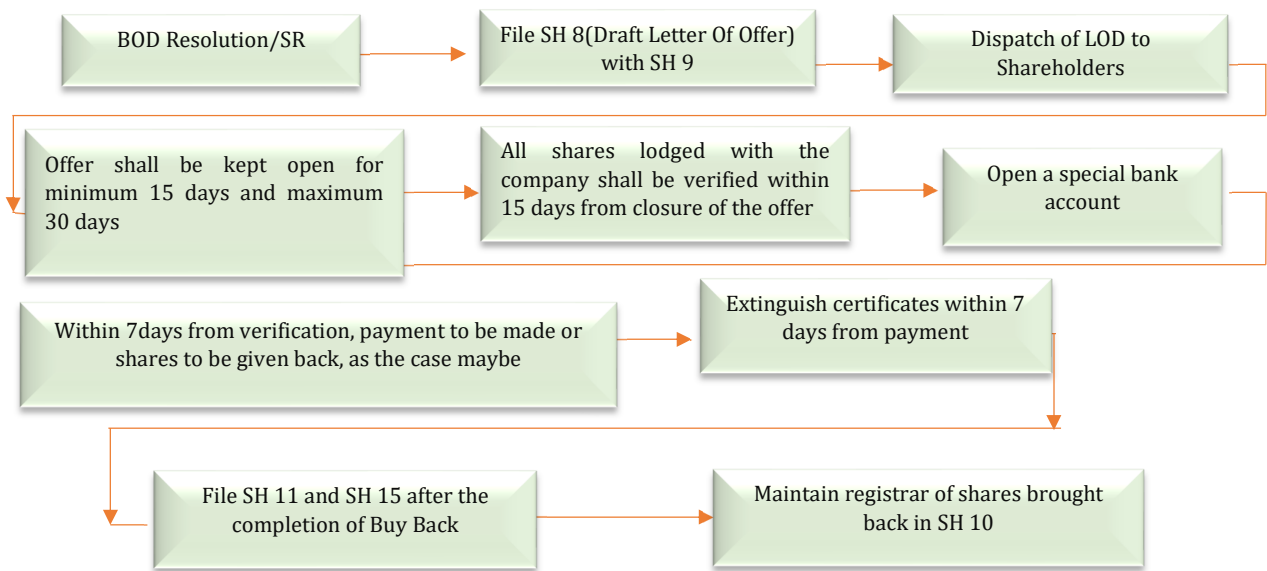 BOD Resolution/SR
File SH 8(Draft Letter Of Offer)
with SH 9
Dispatch of LOD to
Shareholders
Offer shall be kept open for
minimum 15 days and maximum
30 days
All shares lodged with the
company shall be verified within
15 days from closure of the offer
Open a special bank
account
Within 7days from verification, payment to be made or
shares to be given back, as the case maybe
Extinguish certificates within 7
days from payment
File SH 11 and SH 15 after the
completion of Buy Back
Maintain registrar of shares brought
back in SH 10